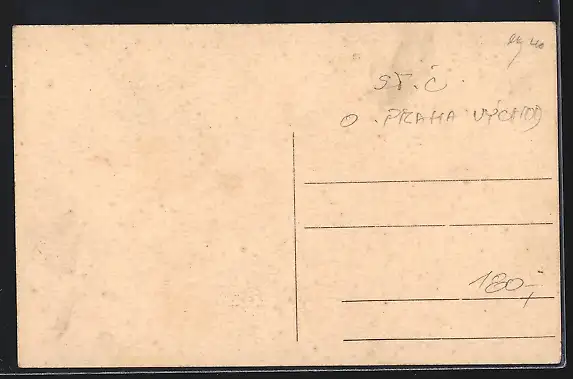 ST. Č.
O. PRAHA VÝCHOD
180,-